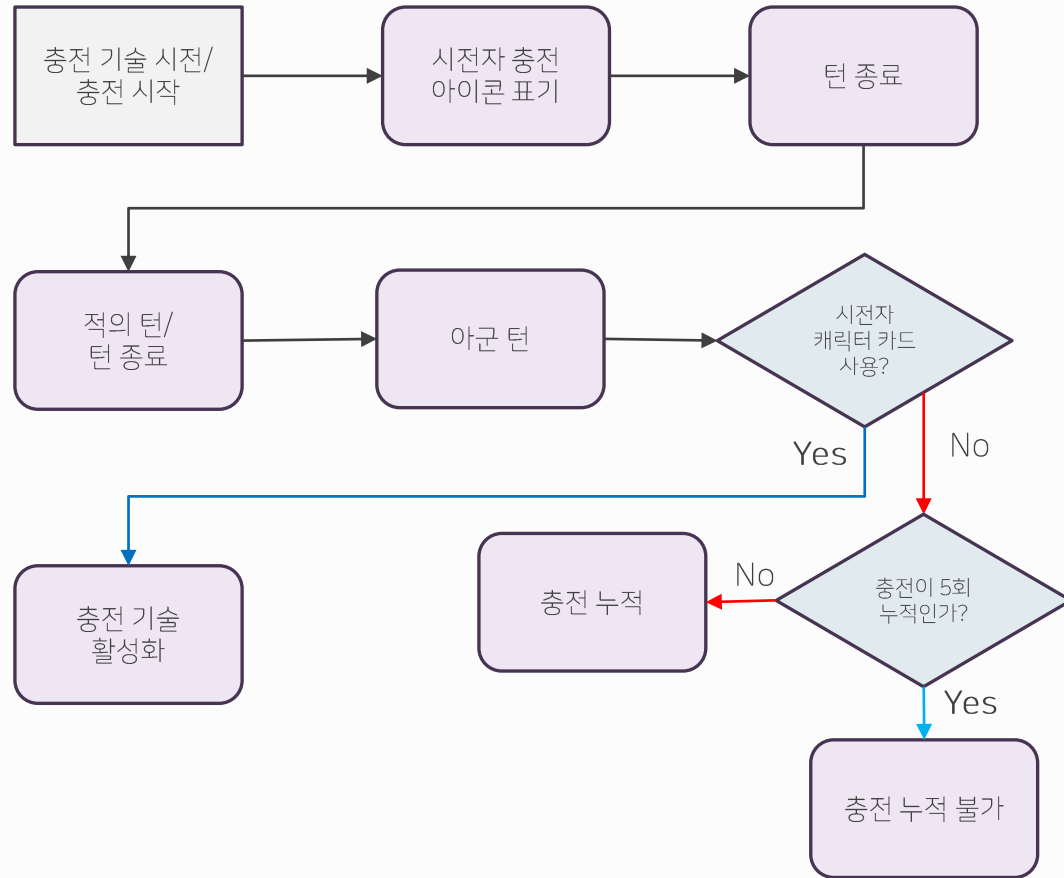 충전 기술 시전/
충전 시작
시전자 충전
아이콘 표기
턴 종료
적의 턴/
턴 종료
아군 턴
시전자
캐릭터 카드
사용?
Yes
No
충전 기술
활성화
충전 누적
No
충전이 5회
누적인가?
Yes
충전 누적 불가